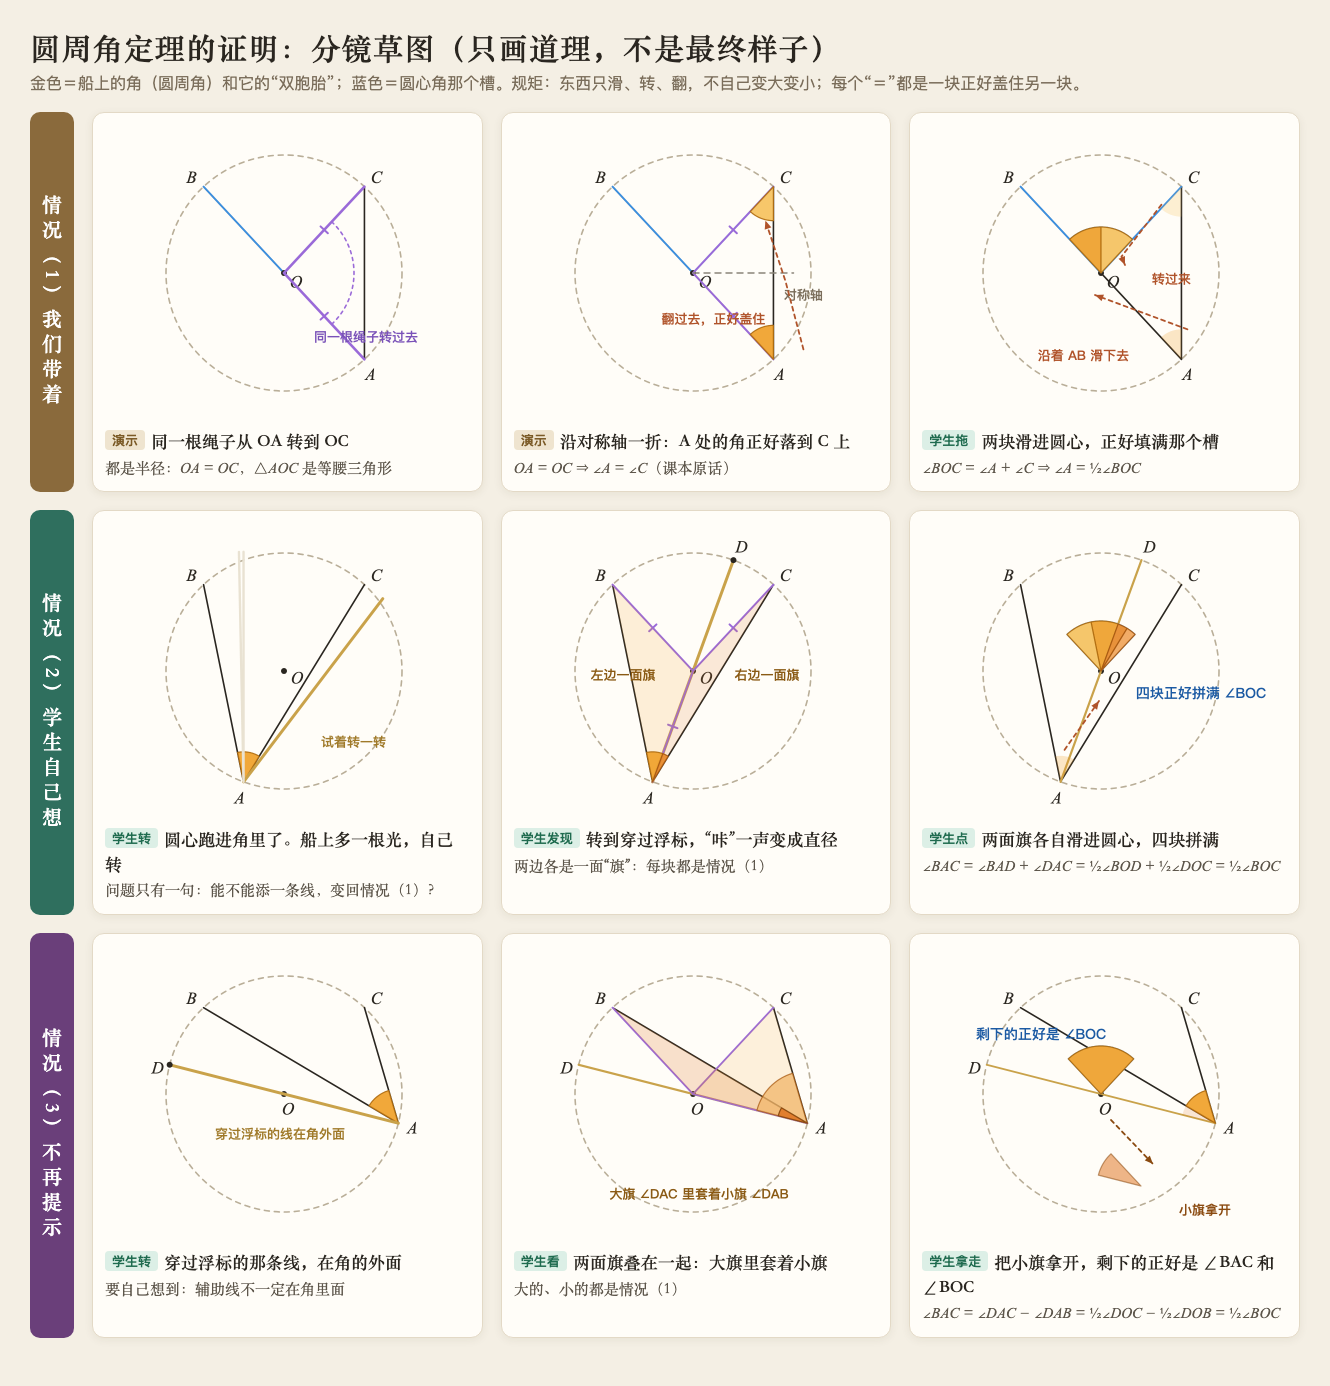 圆周角定理的证明：分镜草图（只画道理，不是最终样子）
金色＝船上的角（圆周角）和它的“双胞胎”；蓝色＝圆心角那个槽。规矩：东西只滑、转、翻，不自己变大变小；每个“＝”都是一块正好盖住另一块。
情况（1）我们带着
B
C
O
同一根绳子转过去
A
演示 同一根绳子从 OA 转到 OC
都是半径：OA = OC，△AOC 是等腰三角形
B
C
O
对称轴
翻过去，正好盖住
A
演示 沿对称轴一折：A 处的角正好落到 C 上
OA = OC ⇒ ∠A = ∠C（课本原话）
B
C
O
转过来
沿着 AB 滑下去
A
学生拖 两块滑进圆心，正好填满那个槽
∠BOC = ∠A + ∠C ⇒ ∠A = ½∠BOC
情况（2）学生自己想
B
C
O
试着转一转
A
学生转 圆心跑进角里了。船上多一根光，自己
转
问题只有一句：能不能添一条线，变回情况（1）？
D
B
C
左边一面旗
O
右边一面旗
A
学生发现 转到穿过浮标，“咔”一声变成直径
两边各是一面“旗”：每块都是情况（1）
D
B
C
O
四块正好拼满 ∠BOC
A
学生点 两面旗各自滑进圆心，四块拼满
∠BAC = ∠BAD + ∠DAC = ½∠BOD + ½∠DOC = ½∠BOC
情况（3）不再提示
B
C
D
O
A
穿过浮标的线在角外面
学生转 穿过浮标的那条线，在角的外面
要自己想到：辅助线不一定在角里面
B
C
D
O
A
大旗 ∠DAC 里套着小旗 ∠DAB
学生看 两面旗叠在一起：大旗里套着小旗
大的、小的都是情况（1）
B
C
剩下的正好是 ∠BOC
D
O
A
小旗拿开
学生拿走 把小旗拿开，剩下的正好是 ∠BAC 和
∠BOC
∠BAC = ∠DAC − ∠DAB = ½∠DOC − ½∠DOB = ½∠BOC